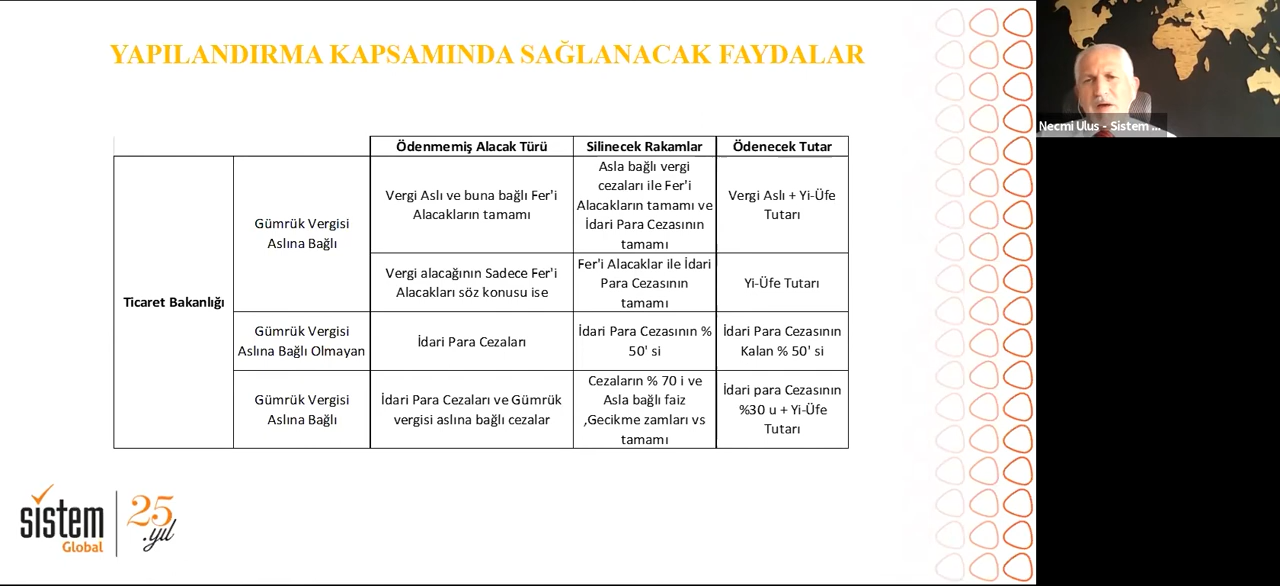 YAPILANDIRMA KAPSAMINDA SAĞLANACAK FAYDALAR
Necmi Ulus - Sistem ...
Ödenmemiş Alacak Türü
Silinecek Rakamlar
Ödenecek Tutar
Ticaret Bakanlığı
Gümrük Vergisi
Aslına Bağlı
Vergi Aslı ve buna bağlı Fer'i
Alacakların tamamı
Asla bağlı vergi
cezaları ile Fer'i
Alacakların tamamı ve
İdari Para Cezasının
tamamı
Vergi Aslı + Yi-Üfe
Tutarı
Vergi alacağının Sadece Fer'i
Alacakları söz konusu ise
Fer'i Alacaklar ile İdari
Para Cezasının
tamamı
Yi-Üfe Tutarı
Gümrük Vergisi
Aslına Bağlı Olmayan
İdari Para Cezaları
İdari Para Cezasının %
50' si
İdari Para Cezasının
Kalan % 50' si
Gümrük Vergisi
Aslına Bağlı
İdari Para Cezaları ve Gümrük
vergisi aslına bağlı cezalar
Cezaların % 70 i ve
Asla bağlı faiz
,Gecikme zamları vs
tamamı
İdari para Cezasının
%30 u + Yi-Üfe
Tutarı
sistem
Global
25
.yıl